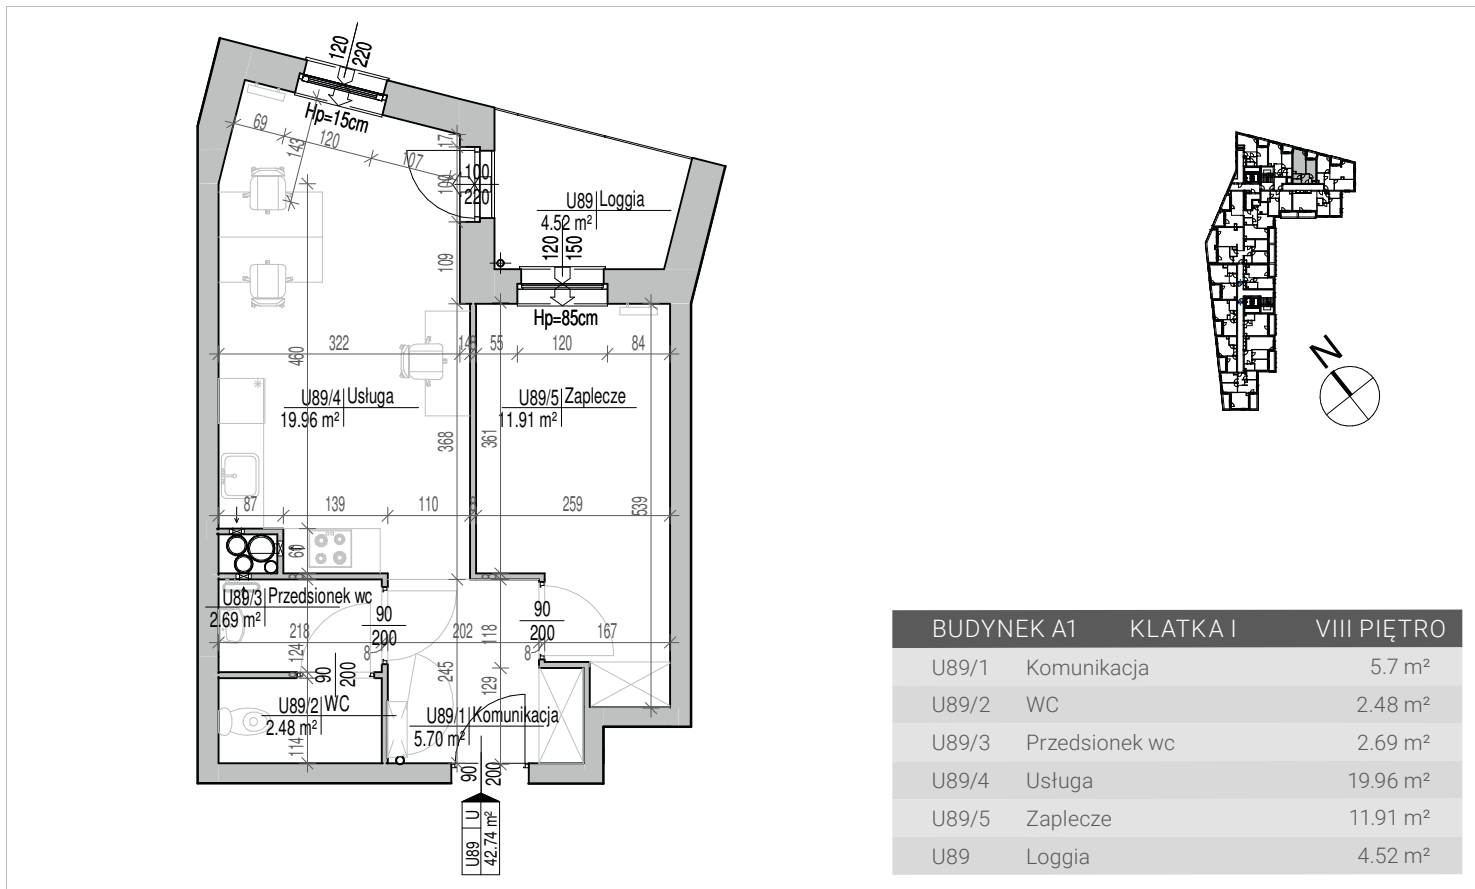 120
220
Hp=15cm
69
120
143
107
17
100
220
109
U89 Loggia
4.52 m²
120
150
109
Hp=85cm
322
14
8
55
120
84
460
U89/4 Usługa
19.96 m²
U89/5 Zaplecze
11.91 m²
368
361
87
139
110
8
259
539
61
60
8
8
U89/3 Przedsionek wc
2.69 m²
218
90
200
202
118
90
200
167
124
8
8
90
200
245
129
U89/2 WC
2.48 m²
U89/1 Komunikacja
5.70 m²
114
90
200
U89 U
42.74 m²
N
BUDYNEK A1 KLATKA I VIII PIĘTRO
U89/1 Komunikacja 5.7 m²
U89/2 WC 2.48 m²
U89/3 Przedsionek wc 2.69 m²
U89/4 Usługa 19.96 m²
U89/5 Zaplecze 11.91 m²
U89 Loggia 4.52 m²